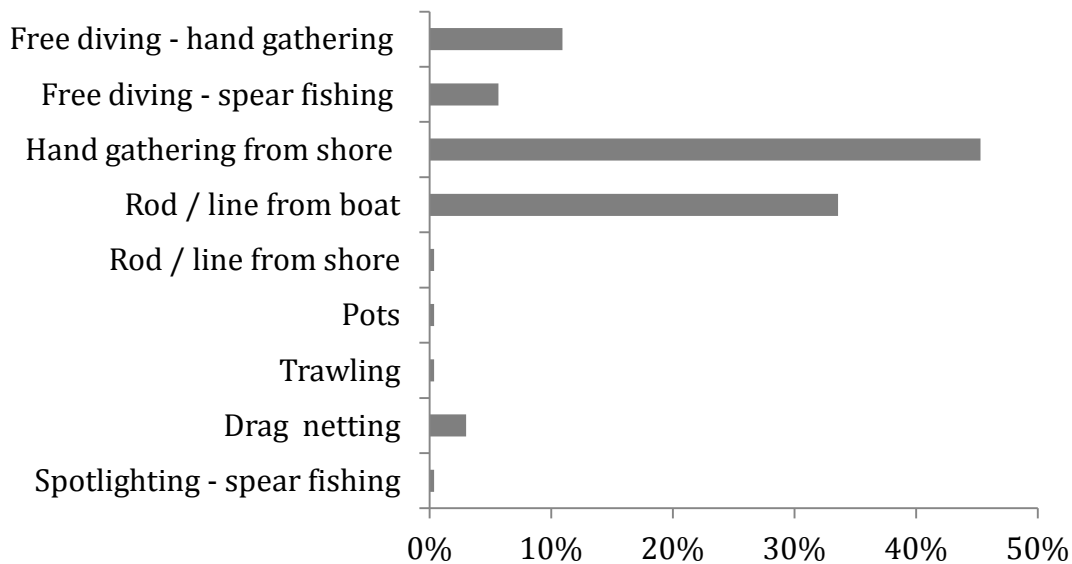 Free diving - hand gathering
Free diving - spear fishing
Hand gathering from shore
Rod / line from boat
Rod / line from shore
Pots
Trawling
Drag  netting
Spotlighting - spear fishing
0% 10% 20% 30% 40% 50%